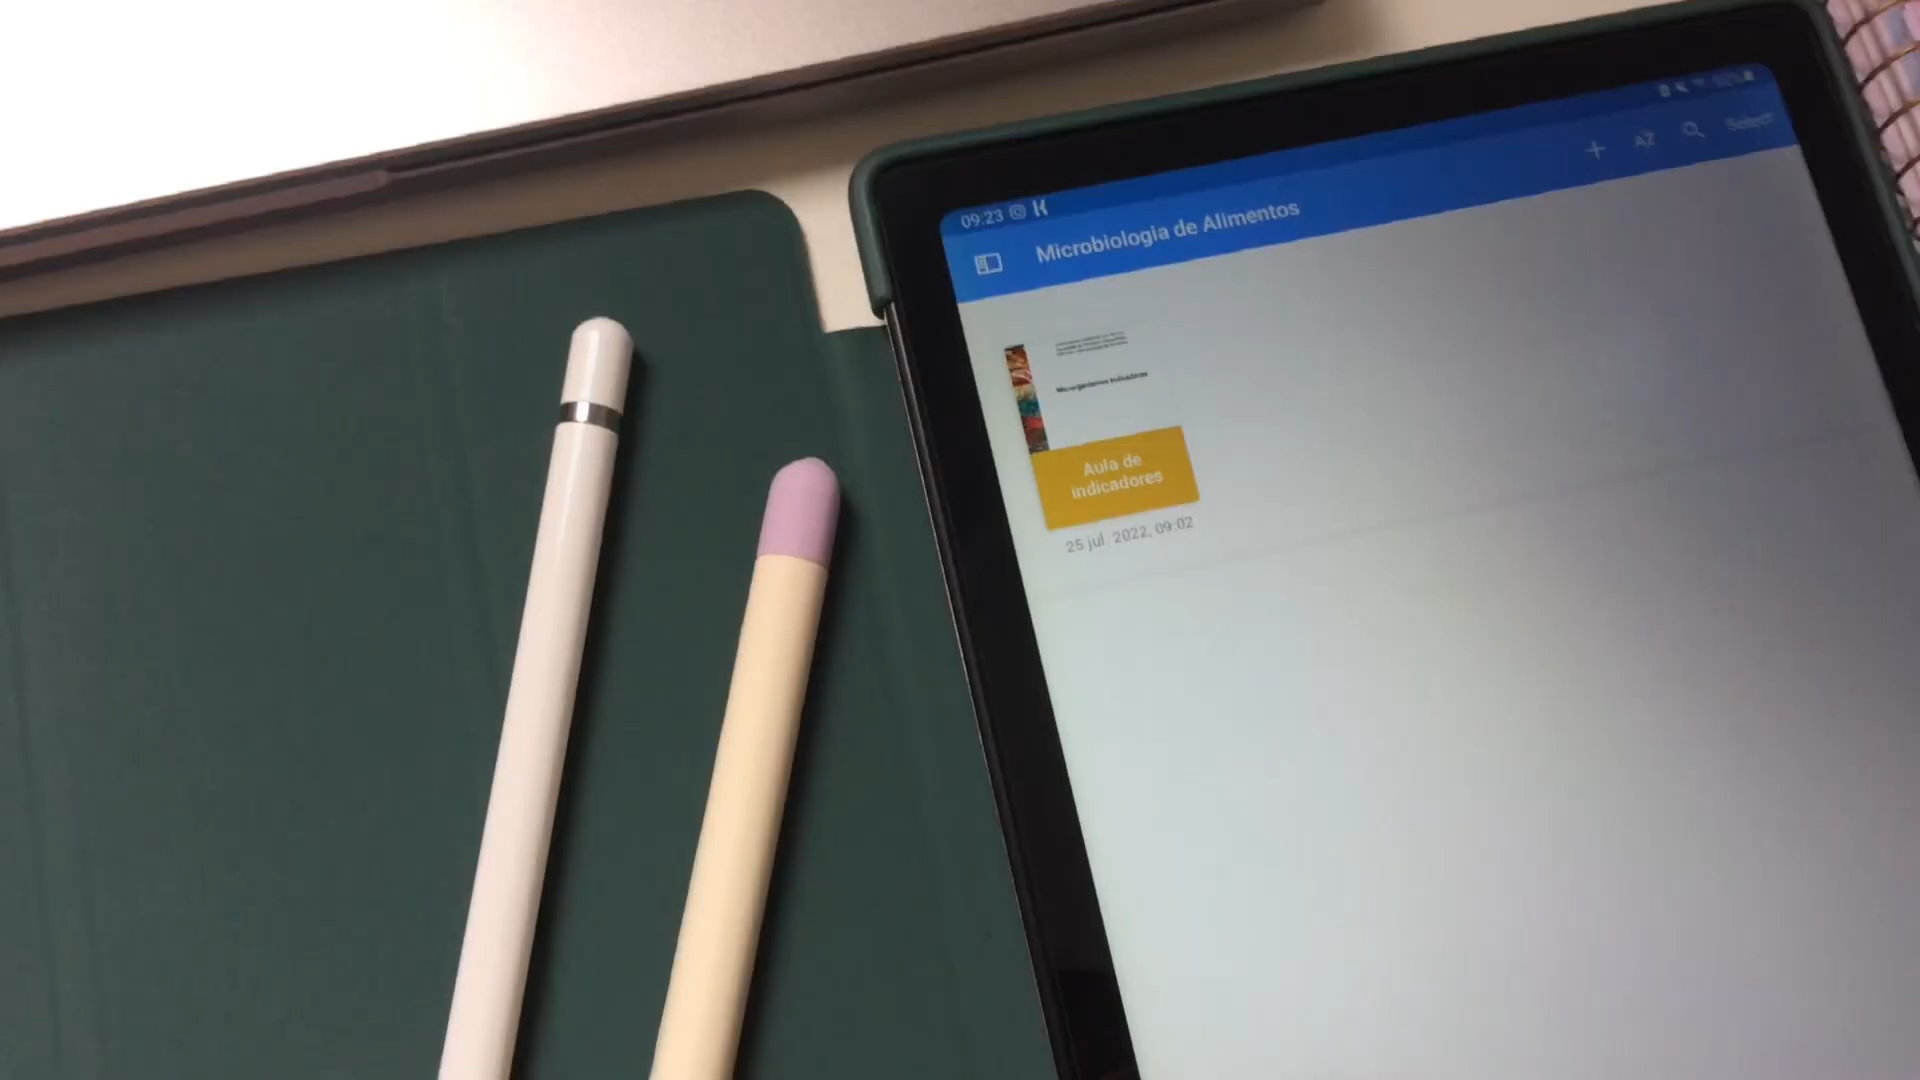 09:23
Select
Microbiologia de Alimentos
Microrganismos Indicadores
Aula de
indicadores
25 jul. 2022, 09:02